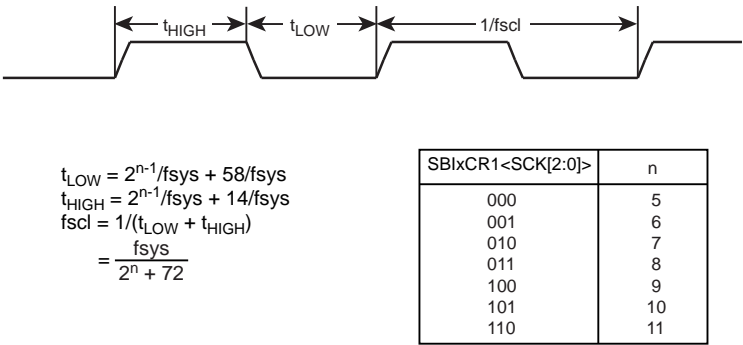 tHIGH tLOW 1/fscl
tLOW = 2n-1/fsys + 58/fsys
tHIGH = 2n-1/fsys + 14/fsys
fscl = 1/(tLOW + tHIGH)
= fsys
2n + 72
SBIxCR1<SCK[2:0]> n
000 5
001 6
010 7
011 8
100 9
101 10
110 11